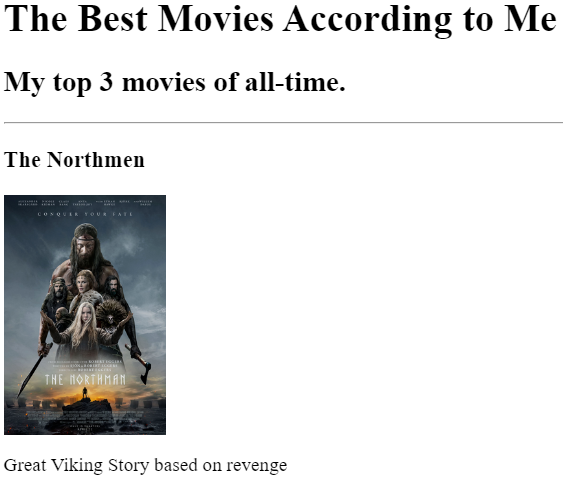 The Best Movies According to Me
My top 3 movies of all-time.
The Northmen
CONQUER YOUR FATE
THE NORTHMAN
Great Viking Story based on revenge